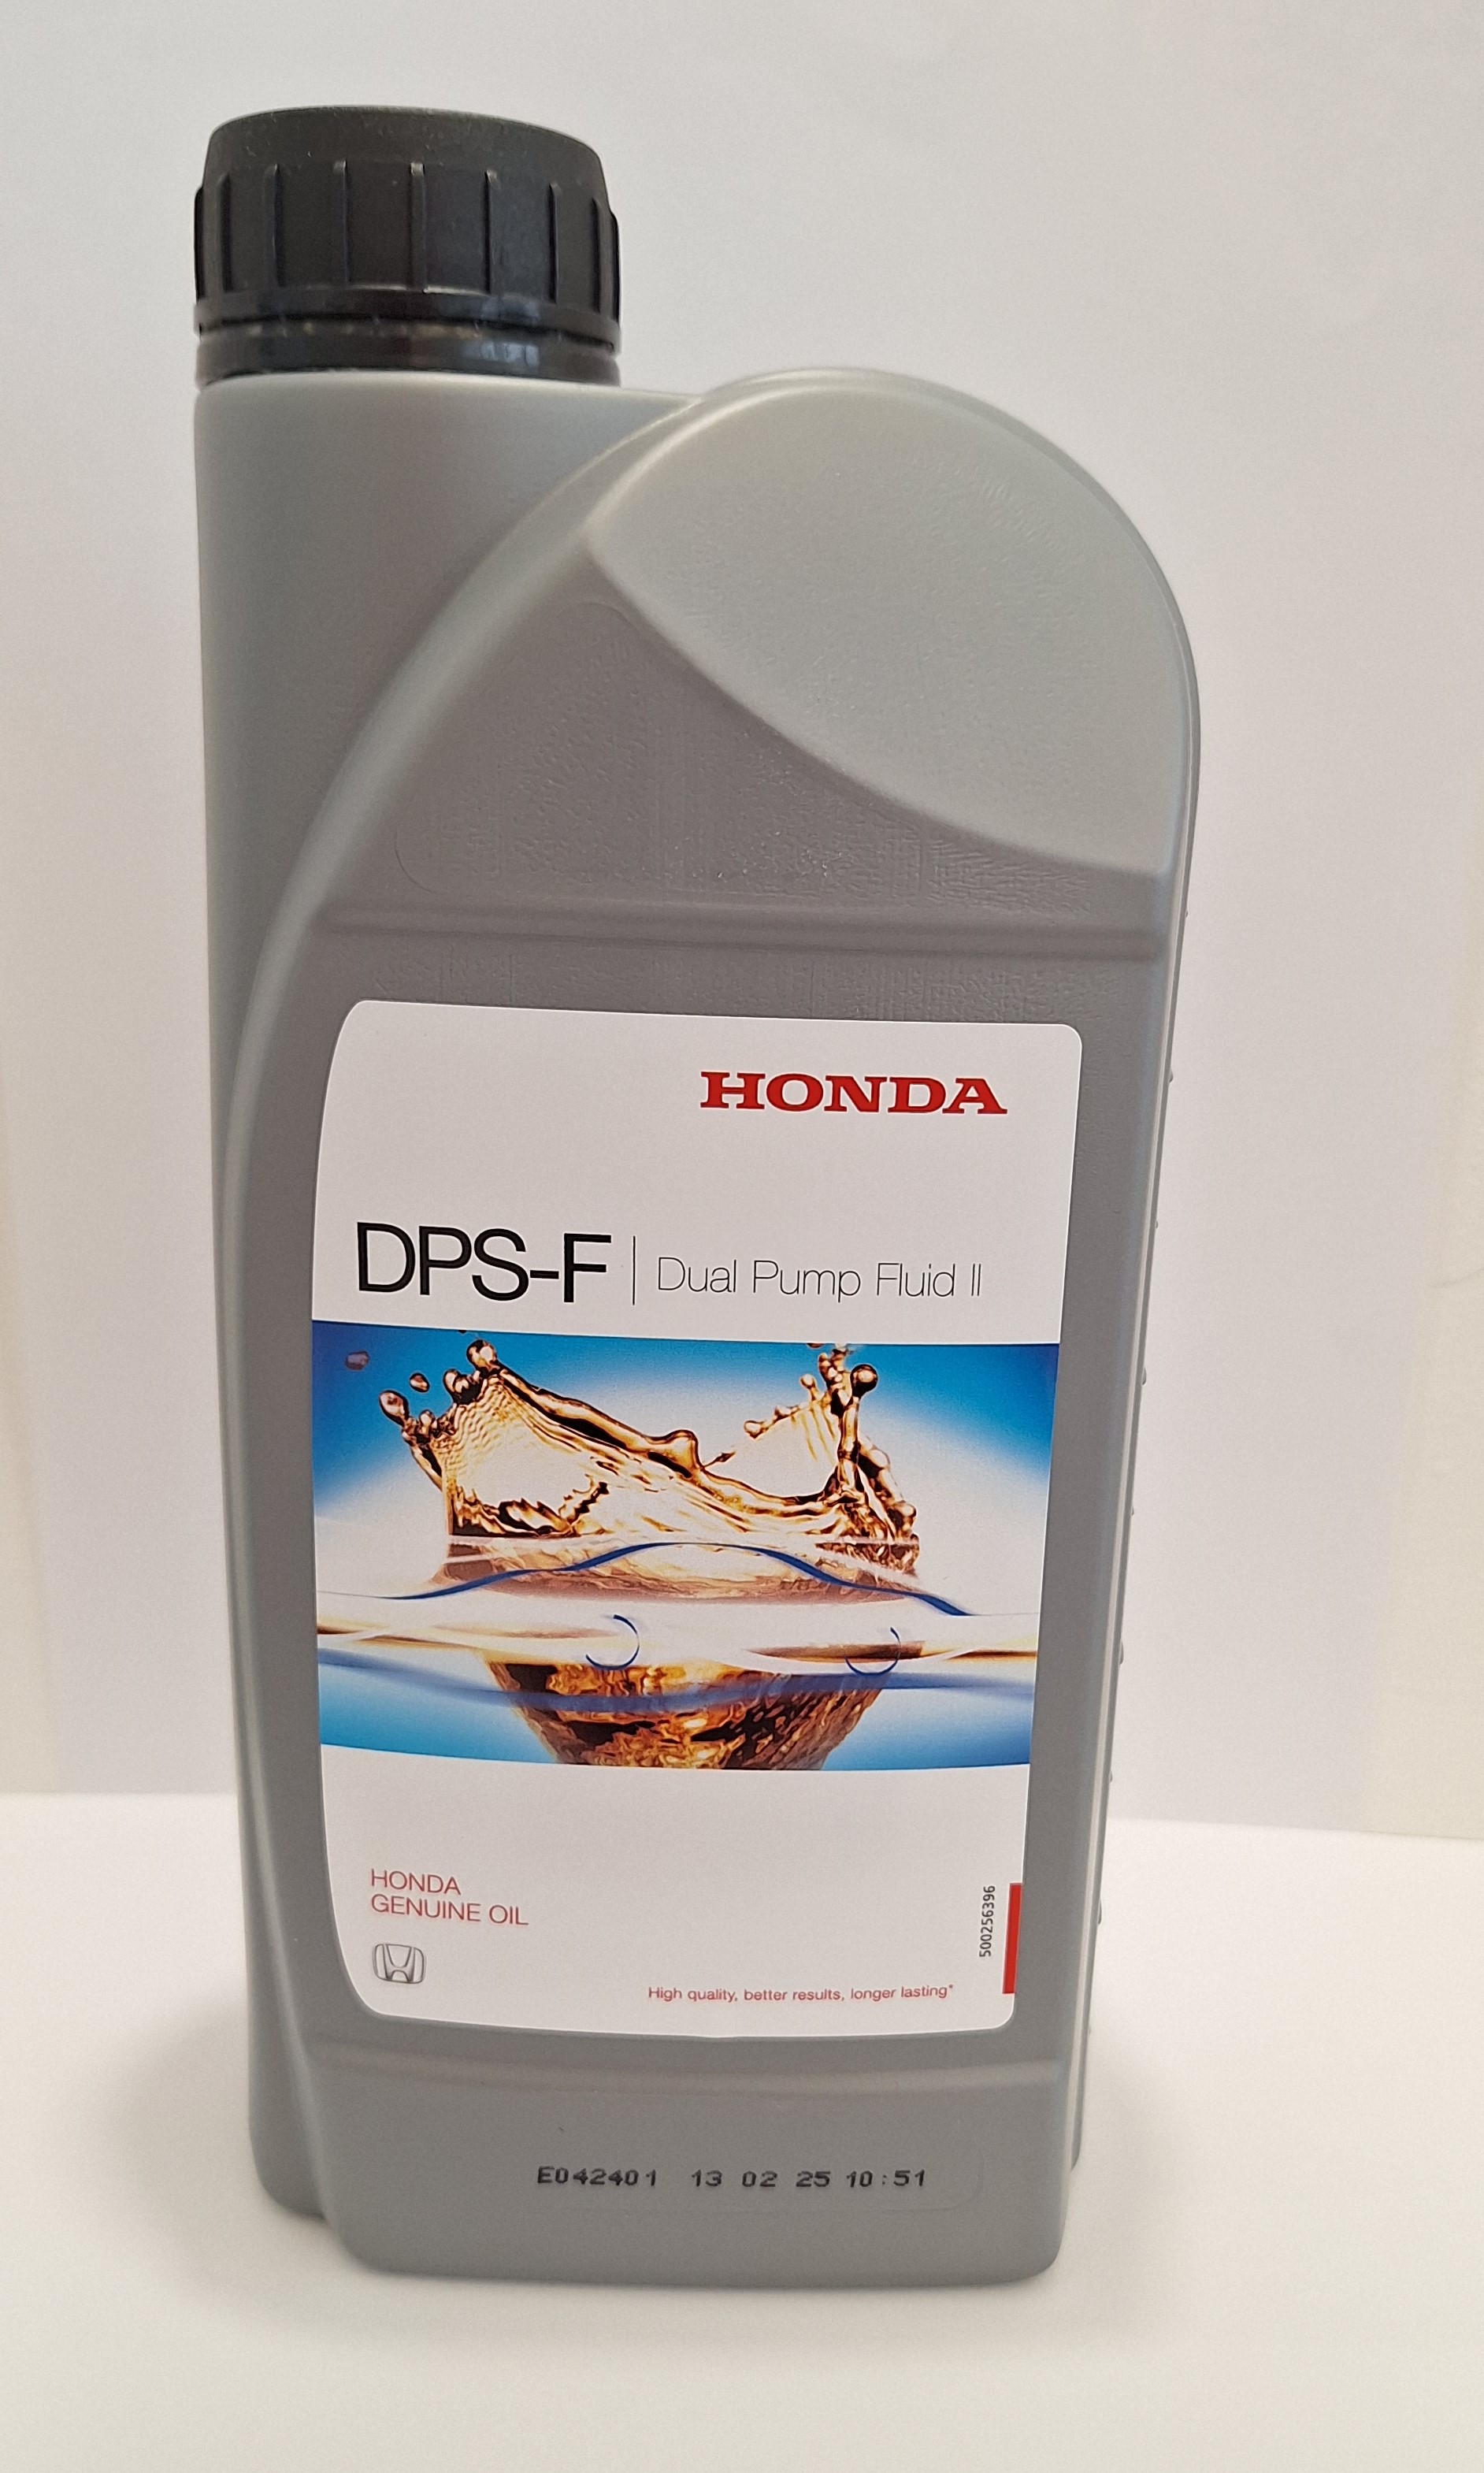 HONDA
DPS-F | Dual Pump Fluid II
HONDA
GENUINE OIL
500256396
High quality, better results, longer lasting*
E042401 13 02 25 10:51